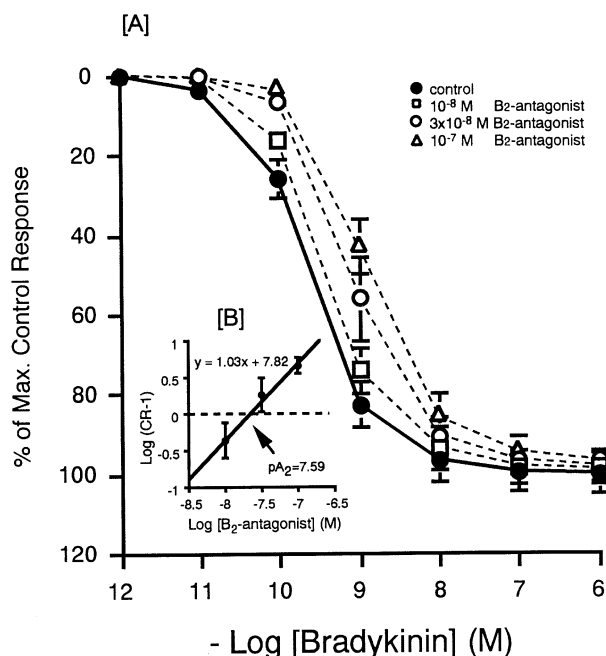 [A]
0
20
40
60
80
100
120
% of Max. Control Response
control
10-8 M B2-antagonist
3x10-8 M B2-antagonist
10-7 M B2-antagonist
[B]
y = 1.03x + 7.82
1
0.5
0
-0.5
-1
Log (CR-1)
pA2=7.59
-8.5 -8 -7.5 -7 -6.5
Log [B2-antagonist] (M)
12 11 10 9 8 7 6
- Log [Bradykinin] (M)